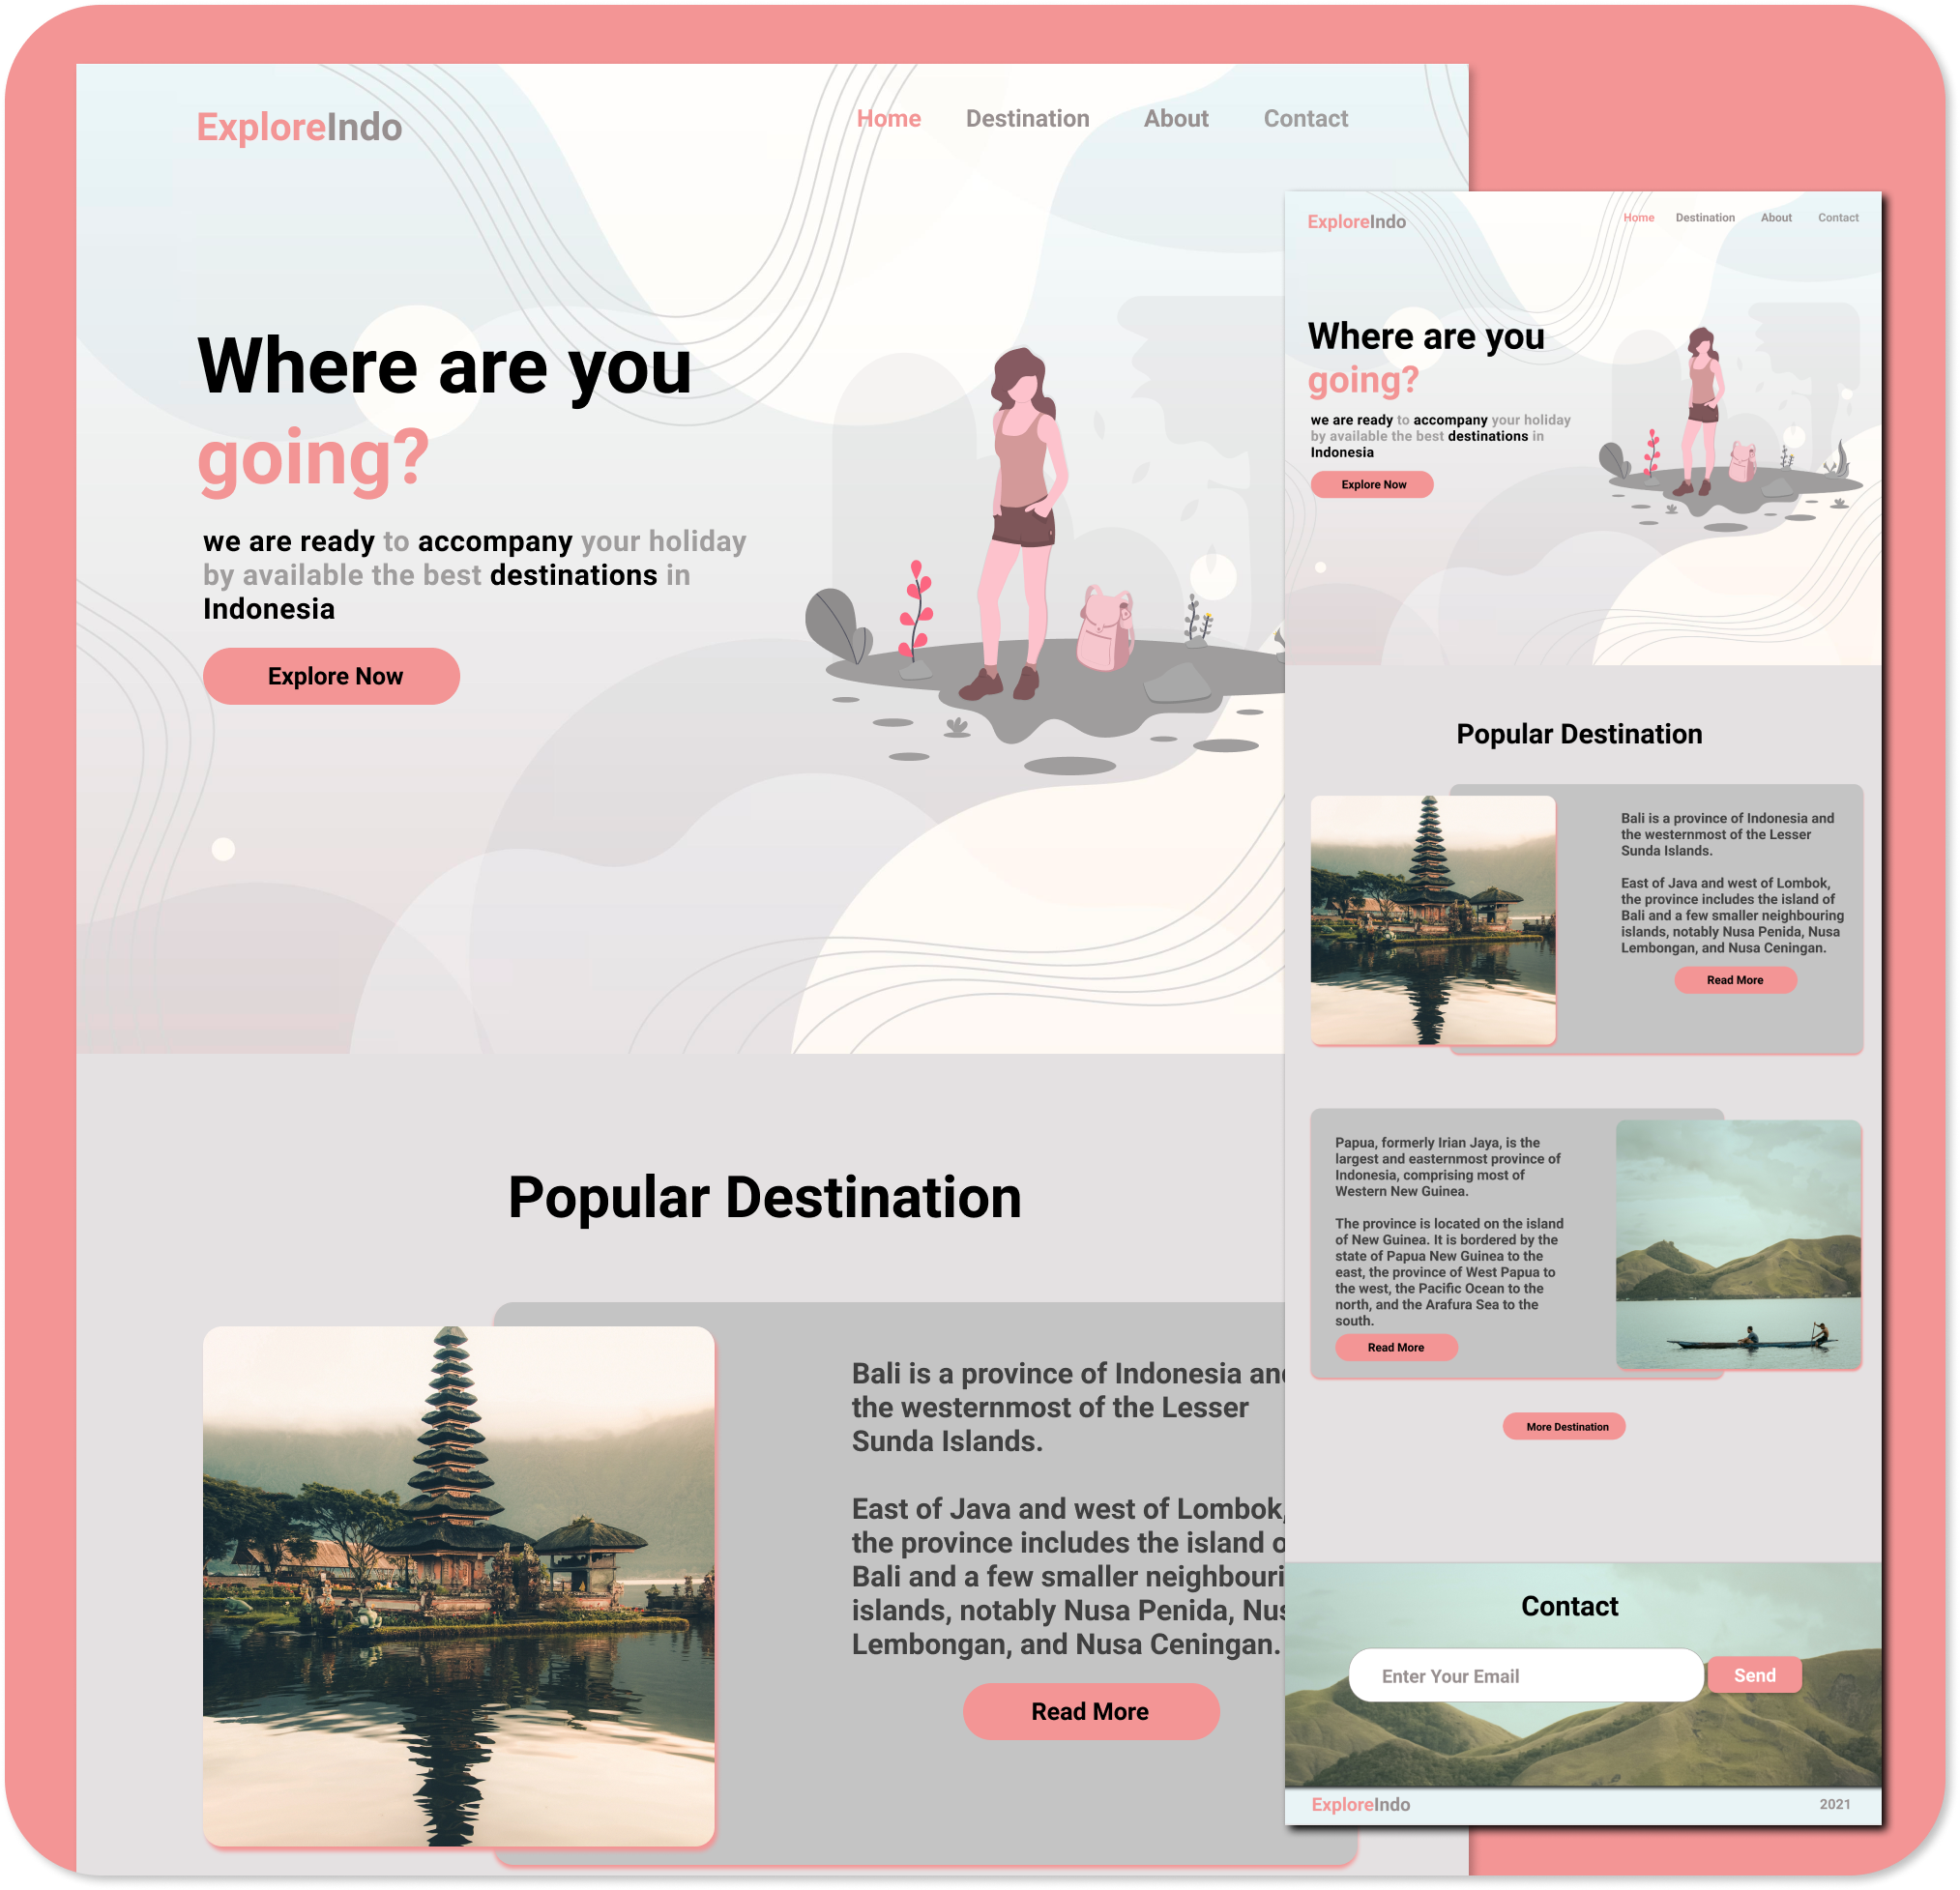 ExploreIndo
Home Destination About Contact
Where are you
going?
we are ready to accompany your holiday
by available the best destinations in
Indonesia
Explore Now
Popular Destination
Bali is a province of Indonesia and
the westernmost of the Lesser
Sunda Islands.
East of Java and west of Lombok,
the province includes the island o
Bali and a few smaller neighbouri
islands, notably Nusa Penida, Nus
Lembongan, and Nusa Ceningan.
Read More
ExploreIndo
Home Destination About Contact
Where are you
going?
we are ready to accompany your holiday
by available the best destinations in
Indonesia
Explore Now
Popular Destination
Bali is a province of Indonesia and
the westernmost of the Lesser
Sunda Islands.
East of Java and west of Lombok,
the province includes the island of
Bali and a few smaller neighbouring
islands, notably Nusa Penida, Nusa
Lembongan, and Nusa Ceningan.
Read More
Papua, formerly Irian Jaya, is the
largest and easternmost province of
Indonesia, comprising most of
Western New Guinea.
The province is located on the island
of New Guinea. It is bordered by the
state of Papua New Guinea to the
east, the province of West Papua to
the west, the Pacific Ocean to the
north, and the Arafura Sea to the
south.
Read More
More Destination
Contact
Enter Your Email Send
ExploreIndo 2021